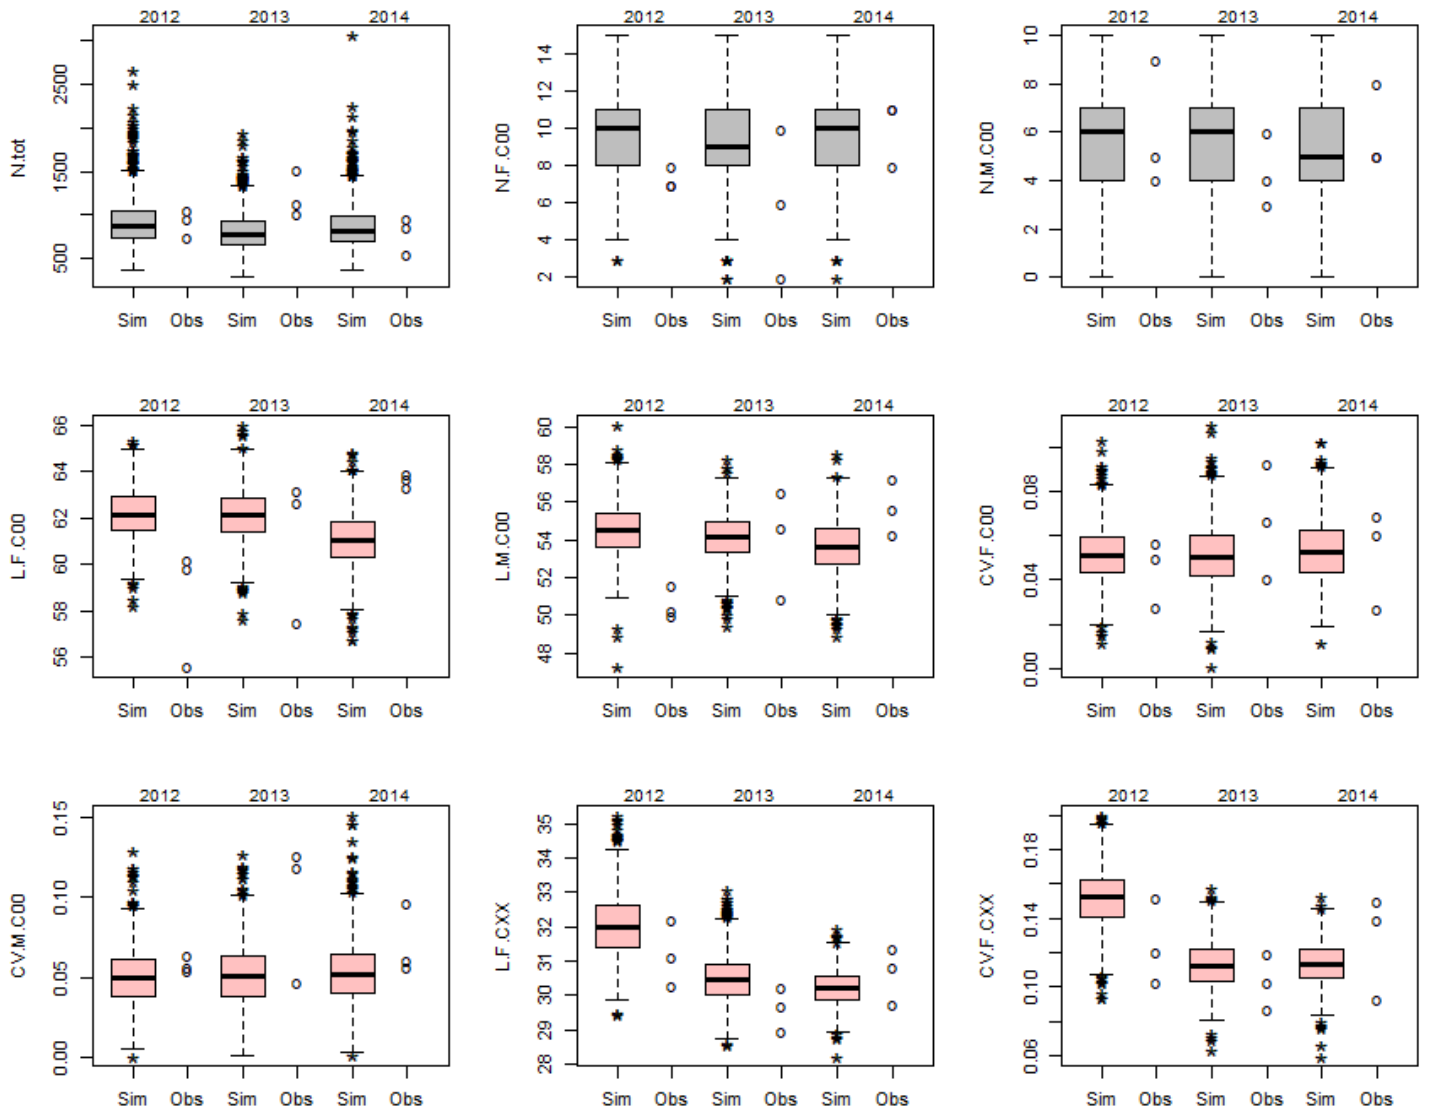 2012 2013 2014
N.tot
500 1500 2500
Sim Obs Sim Obs Sim Obs
2012 2013 2014
N.F.C00
2 4 6 8 10 12 14
Sim Obs Sim Obs Sim Obs
2012 2013 2014
N.M.C00
0 2 4 6 8 10
Sim Obs Sim Obs Sim Obs
2012 2013 2014
L.F.C00
56 58 60 62 64 66
Sim Obs Sim Obs Sim Obs
2012 2013 2014
L.M.C00
48 50 52 54 56 58 60
Sim Obs Sim Obs Sim Obs
2012 2013 2014
CV.F.C00
0.00 0.04 0.08
Sim Obs Sim Obs Sim Obs
2012 2013 2014
CV.M.C00
0.00 0.05 0.10 0.15
Sim Obs Sim Obs Sim Obs
2012 2013 2014
L.F.CXX
28 29 30 31 32 33 34 35
Sim Obs Sim Obs Sim Obs
2012 2013 2014
CV.F.CXX
0.06 0.10 0.14 0.18
Sim Obs Sim Obs Sim Obs